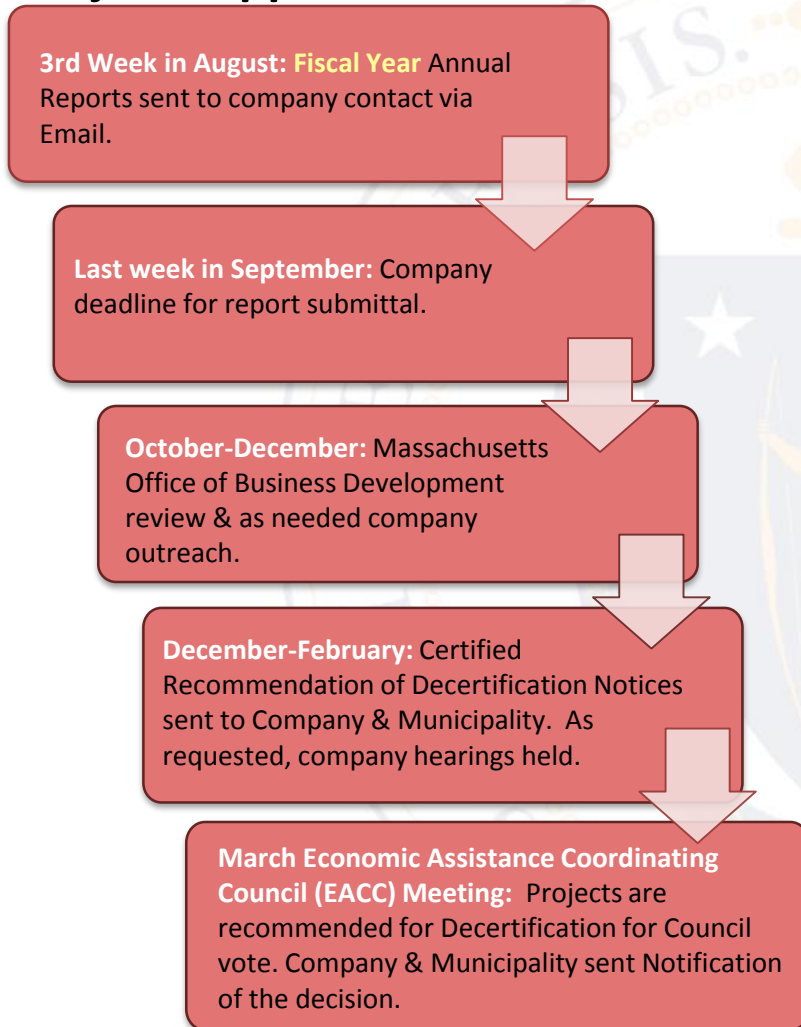 3rd Week in August: Fiscal Year Annual
Reports sent to company contact via
Email.
Last week in September: Company
deadline for report submittal.
October-December: Massachusetts
Office of Business Development
review & as needed company
outreach.
December-February: Certified
Recommendation of Decertification Notices
sent to Company & Municipality. As
requested, company hearings held.
March Economic Assistance Coordinating
Council (EACC) Meeting: Projects are
recommended for Decertification for Council
vote. Company & Municipality sent Notification
of the decision.